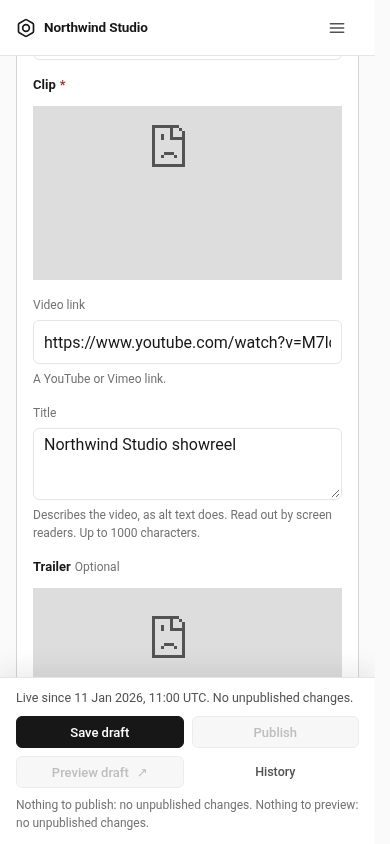 Northwind Studio
Clip *
Video link
https://www.youtube.com/watch?v=M7l
A YouTube or Vimeo link.
Title
Northwind Studio showreel
Describes the video, as alt text does. Read out by screen
readers. Up to 1000 characters.
Trailer Optional
Live since 11 Jan 2026, 11:00 UTC. No unpublished changes.
Save draft
Publish
Preview draft ↗
History
Nothing to publish: no unpublished changes. Nothing to preview:
no unpublished changes.